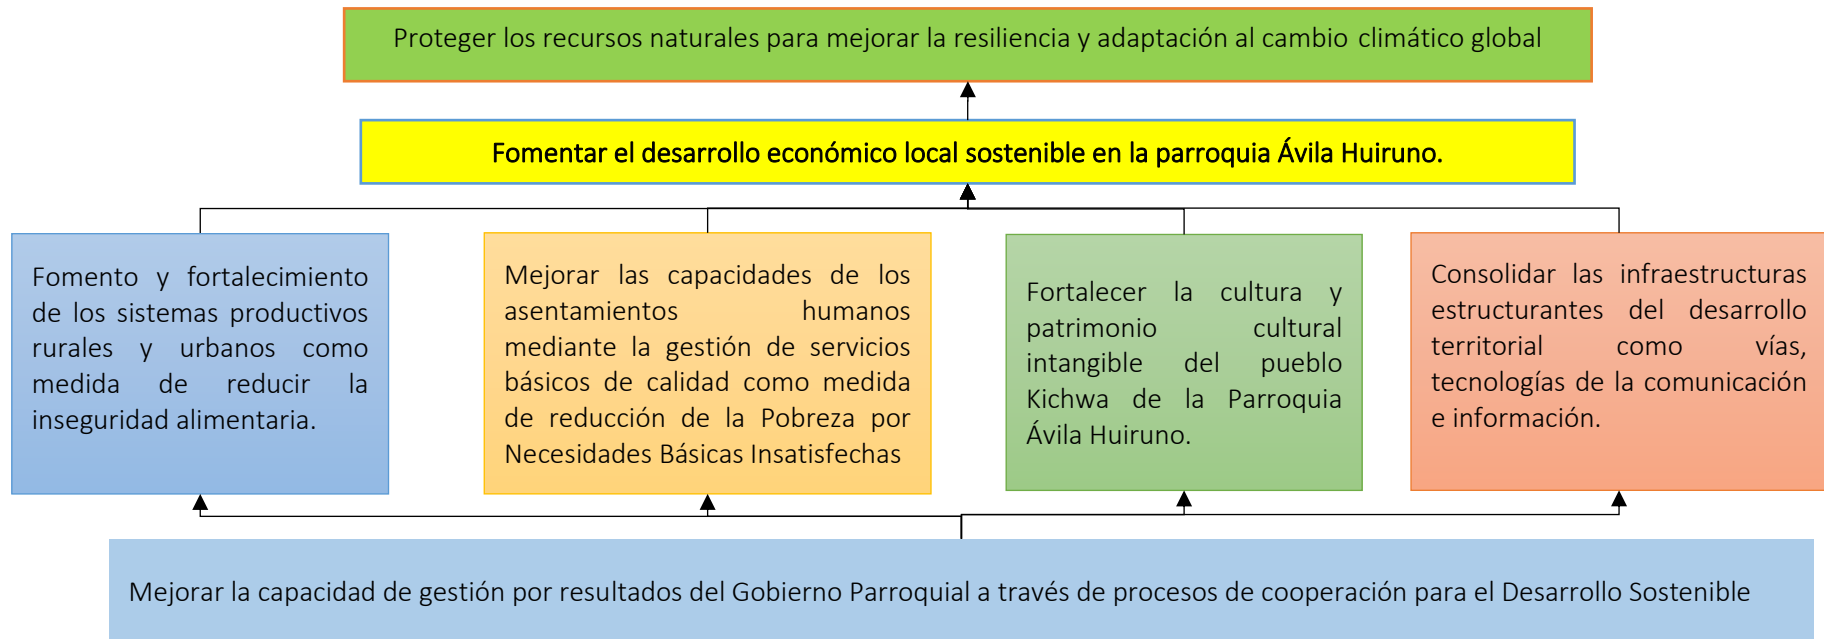 Proteger los recursos naturales para mejorar la resiliencia y adaptación al cambio climático global
Fomentar el desarrollo económico local sostenible en la parroquia Ávila Huiruno.
Fomento y fortalecimiento
de los sistemas productivos
rurales y urbanos como
medida de reducir la
inseguridad alimentaria.
Mejorar las capacidades de los
asentamientos humanos
mediante la gestión de servicios
básicos de calidad como medida
de reducción de la Pobreza por
Necesidades Básicas Insatisfechas
Fortalecer la cultura y
patrimonio cultural
intangible del pueblo
Kichwa de la Parroquia
Ávila Huiruno.
Consolidar las infraestructuras
estructurantes del desarrollo
territorial como vías,
tecnologías de la comunicación
e información.
Mejorar la capacidad de gestión por resultados del Gobierno Parroquial a través de procesos de cooperación para el Desarrollo Sostenible